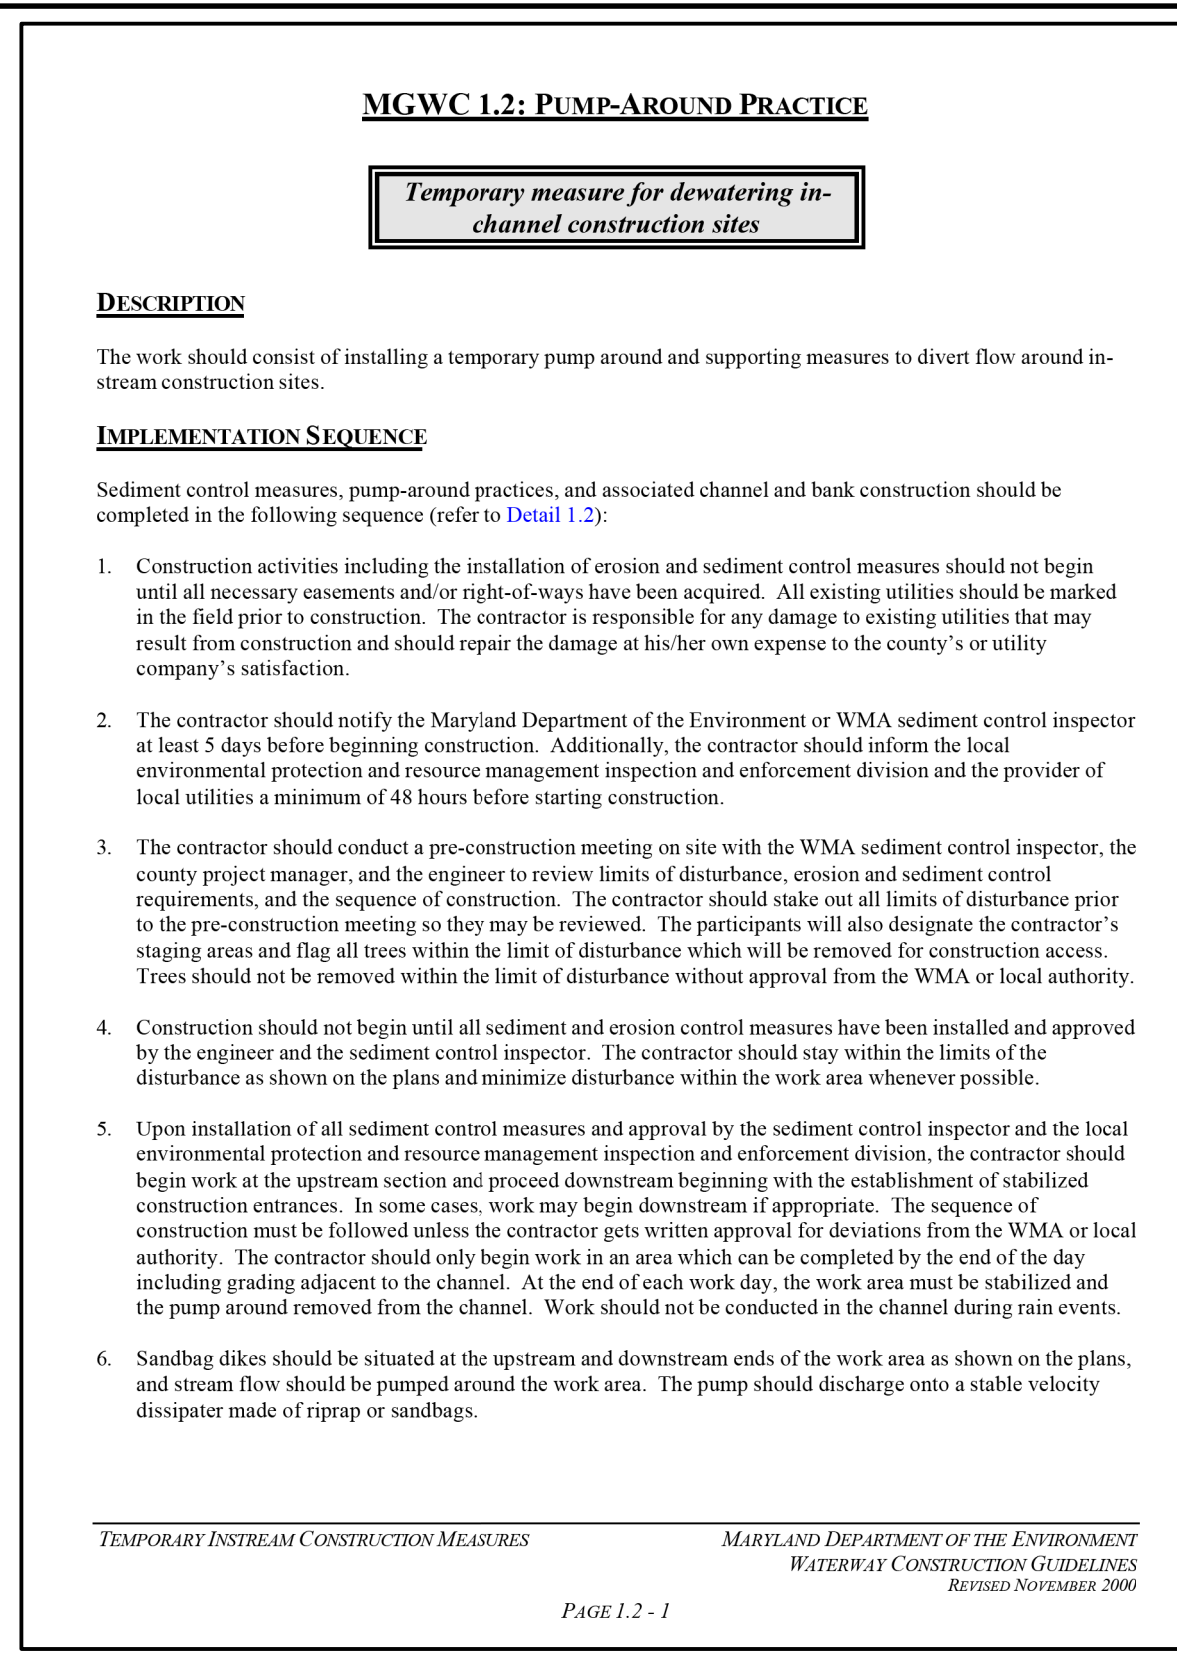 MGWC 1.2: PUMP-AROUND PRACTICE
Temporary measure for dewatering in-
channel construction sites
DESCRIPTION
The work should consist of installing a temporary pump around and supporting measures to divert flow around in-
stream construction sites.
IMPLEMENTATION SEQUENCE
Sediment control measures, pump-around practices, and associated channel and bank construction should be
completed in the following sequence (refer to Detail 1.2):
1. Construction activities including the installation of erosion and sediment control measures should not begin
until all necessary easements and/or right-of-ways have been acquired. All existing utilities should be marked
in the field prior to construction. The contractor is responsible for any damage to existing utilities that may
result from construction and should repair the damage at his/her own expense to the county's or utility
company's satisfaction.
2. The contractor should notify the Maryland Department of the Environment or WMA sediment control inspector
at least 5 days before beginning construction. Additionally, the contractor should inform the local
environmental protection and resource management inspection and enforcement division and the provider of
local utilities a minimum of 48 hours before starting construction.
3. The contractor should conduct a pre-construction meeting on site with the WMA sediment control inspector, the
county project manager, and the engineer to review limits of disturbance, erosion and sediment control
requirements, and the sequence of construction. The contractor should stake out all limits of disturbance prior
to the pre-construction meeting so they may be reviewed. The participants will also designate the contractor's
staging areas and flag all trees within the limit of disturbance which will be removed for construction access.
Trees should not be removed within the limit of disturbance without approval from the WMA or local authority.
4. Construction should not begin until all sediment and erosion control measures have been installed and approved
by the engineer and the sediment control inspector. The contractor should stay within the limits of the
disturbance as shown on the plans and minimize disturbance within the work area whenever possible.
5. Upon installation of all sediment control measures and approval by the sediment control inspector and the local
environmental protection and resource management inspection and enforcement division, the contractor should
begin work at the upstream section and proceed downstream beginning with the establishment of stabilized
construction entrances. In some cases, work may begin downstream if appropriate. The sequence of
construction must be followed unless the contractor gets written approval for deviations from the WMA or local
authority. The contractor should only begin work in an area which can be completed by the end of the day
including grading adjacent to the channel. At the end of each work day, the work area must be stabilized and
the pump around removed from the channel. Work should not be conducted in the channel during rain events.
6. Sandbag dikes should be situated at the upstream and downstream ends of the work area as shown on the plans,
and stream flow should be pumped around the work area. The pump should discharge onto a stable velocity
dissipater made of riprap or sandbags.
TEMPORARY INSTREAM CONSTRUCTION MEASURES
MARYLAND DEPARTMENT OF THE ENVIRONMENT
WATERWAY CONSTRUCTION GUIDELINES
REVISED NOVEMBER 2000
PAGE 1.2 - 1